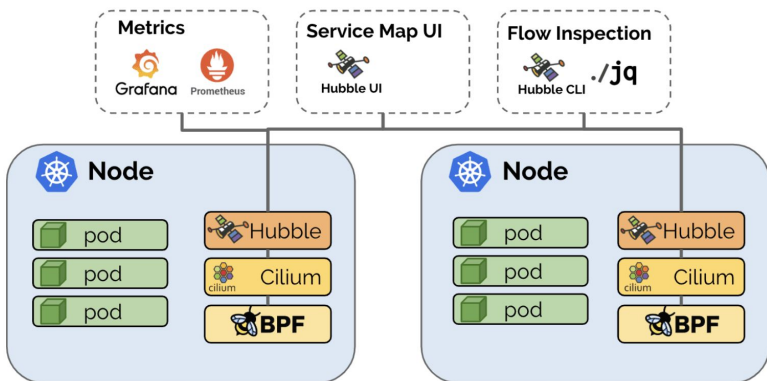 Metrics
Grafana
Prometheus
Service Map UI
Hubble UI
Flow Inspection
Hubble CLI
./jq
Node
pod
pod
pod
Hubble
cilium
Cilium
BPF
Node
pod
pod
pod
Hubble
cilium
Cilium
BPF